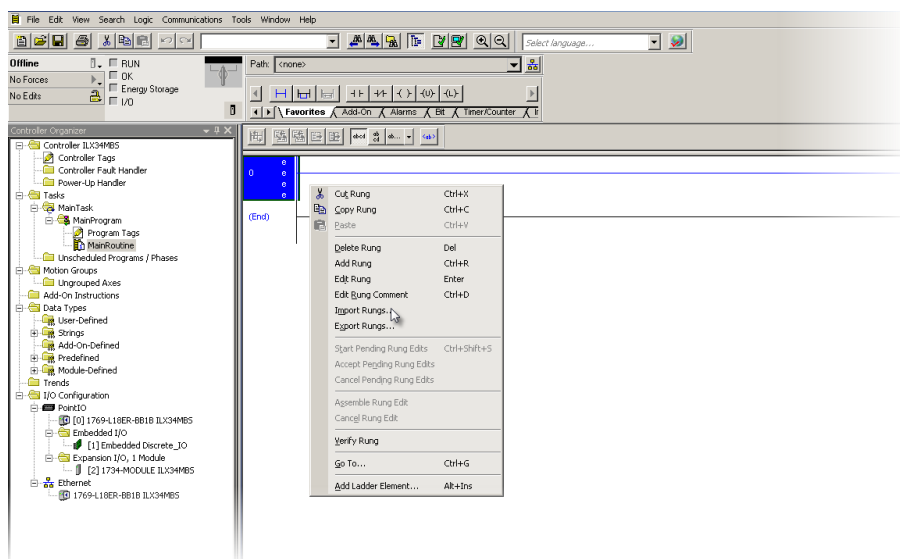 File Edit View Search Logic Communications Tools Window Help
Select language...
Offline
RUN
Path: <none>
No Forces
OK
Energy Storage
No Edits
I/O
Favorites Add-On Alarms Bit Timer/Counter
Controller Organizer
Controller ILX34MBS
Controller Tags
Controller Fault Handler
Power-Up Handler
Tasks
MainTask
MainProgram
Program Tags
MainRoutine
Unscheduled Programs / Phases
Motion Groups
Ungrouped Axes
Add-On Instructions
Data Types
User-Defined
Strings
Add-On-Defined
Predefined
Module-Defined
Trends
I/O Configuration
PointIO
[0] 1769-L18ER-BB1B ILX34MBS
Embedded I/O
[1] Embedded Discrete_IO
Expansion I/O, 1 Module
[2] 1734-MODULE ILX34MBS
Ethernet
1769-L18ER-BB1B ILX34MBS
e
0 e
e
e
(End)
Cut Rung Ctrl+X
Copy Rung Ctrl+C
Paste Ctrl+V
Delete Rung Del
Add Rung Ctrl+R
Edit Rung Enter
Edit Rung Comment Ctrl+D
Import Rungs...
Export Rungs...
Start Pending Rung Edits Ctrl+Shift+S
Accept Pending Rung Edits
Cancel Pending Rung Edits
Assemble Rung Edit
Cancel Rung Edit
Verify Rung
Go To... Ctrl+G
Add Ladder Element... Alt+Ins